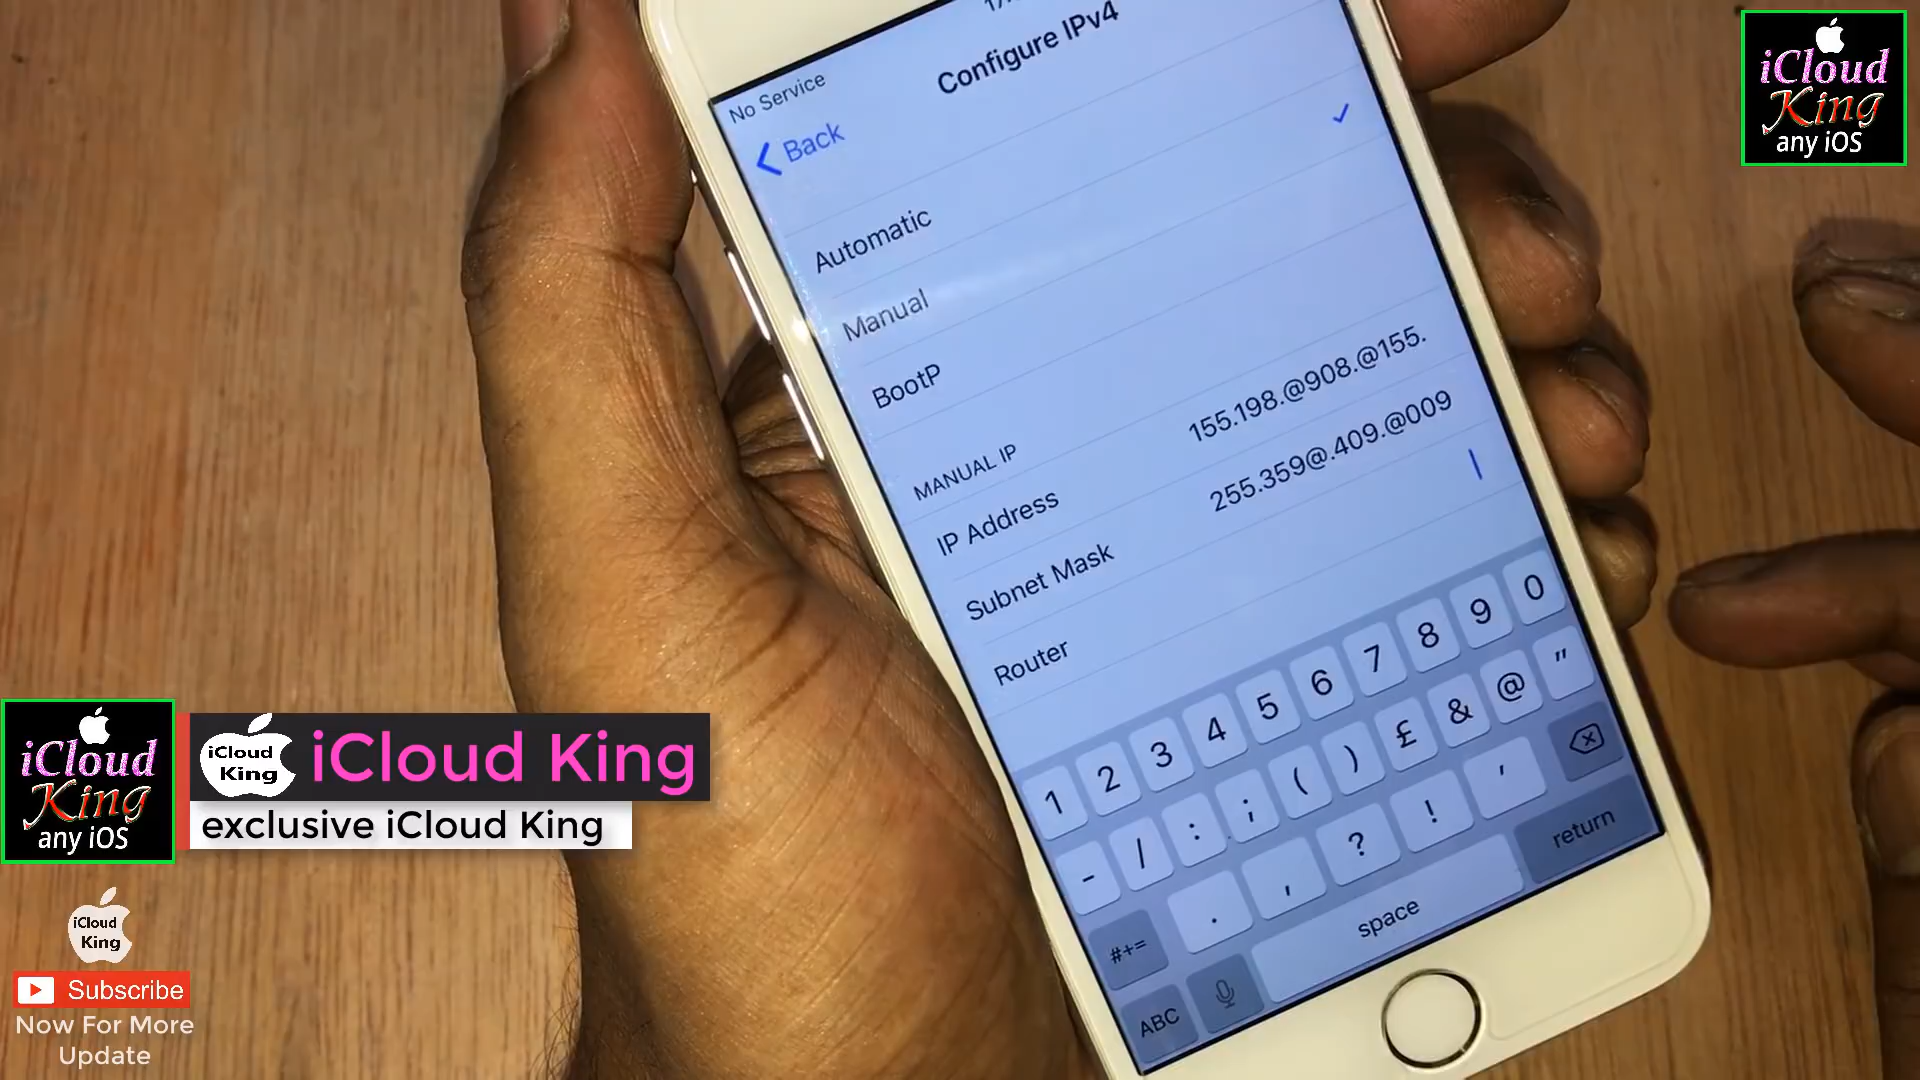 17
No Service
Configure IPv4
Back
Automatic
Manual
BootP
MANUAL IP
IP Address 155.198.@908.@155.
Subnet Mask 255.359@.409.@009
Router
1 2 3 4 5 6 7 8 9 0
- / : ; ( ) £ & @ "
#+= . , ? ! '
ABC space return
iCloud
King
any iOS
iCloud
King
any iOS
iCloud
King
iCloud King
exclusive iCloud King
iCloud
King
Subscribe
Now For More
Update